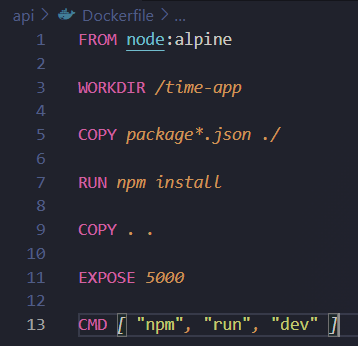 api > Dockerfile > ...
1 FROM node:alpine
2
3 WORKDIR /time-app
4
5 COPY package*.json ./
6
7 RUN npm install
8
9 COPY . .
10
11 EXPOSE 5000
12
13 CMD [ "npm", "run", "dev" ]